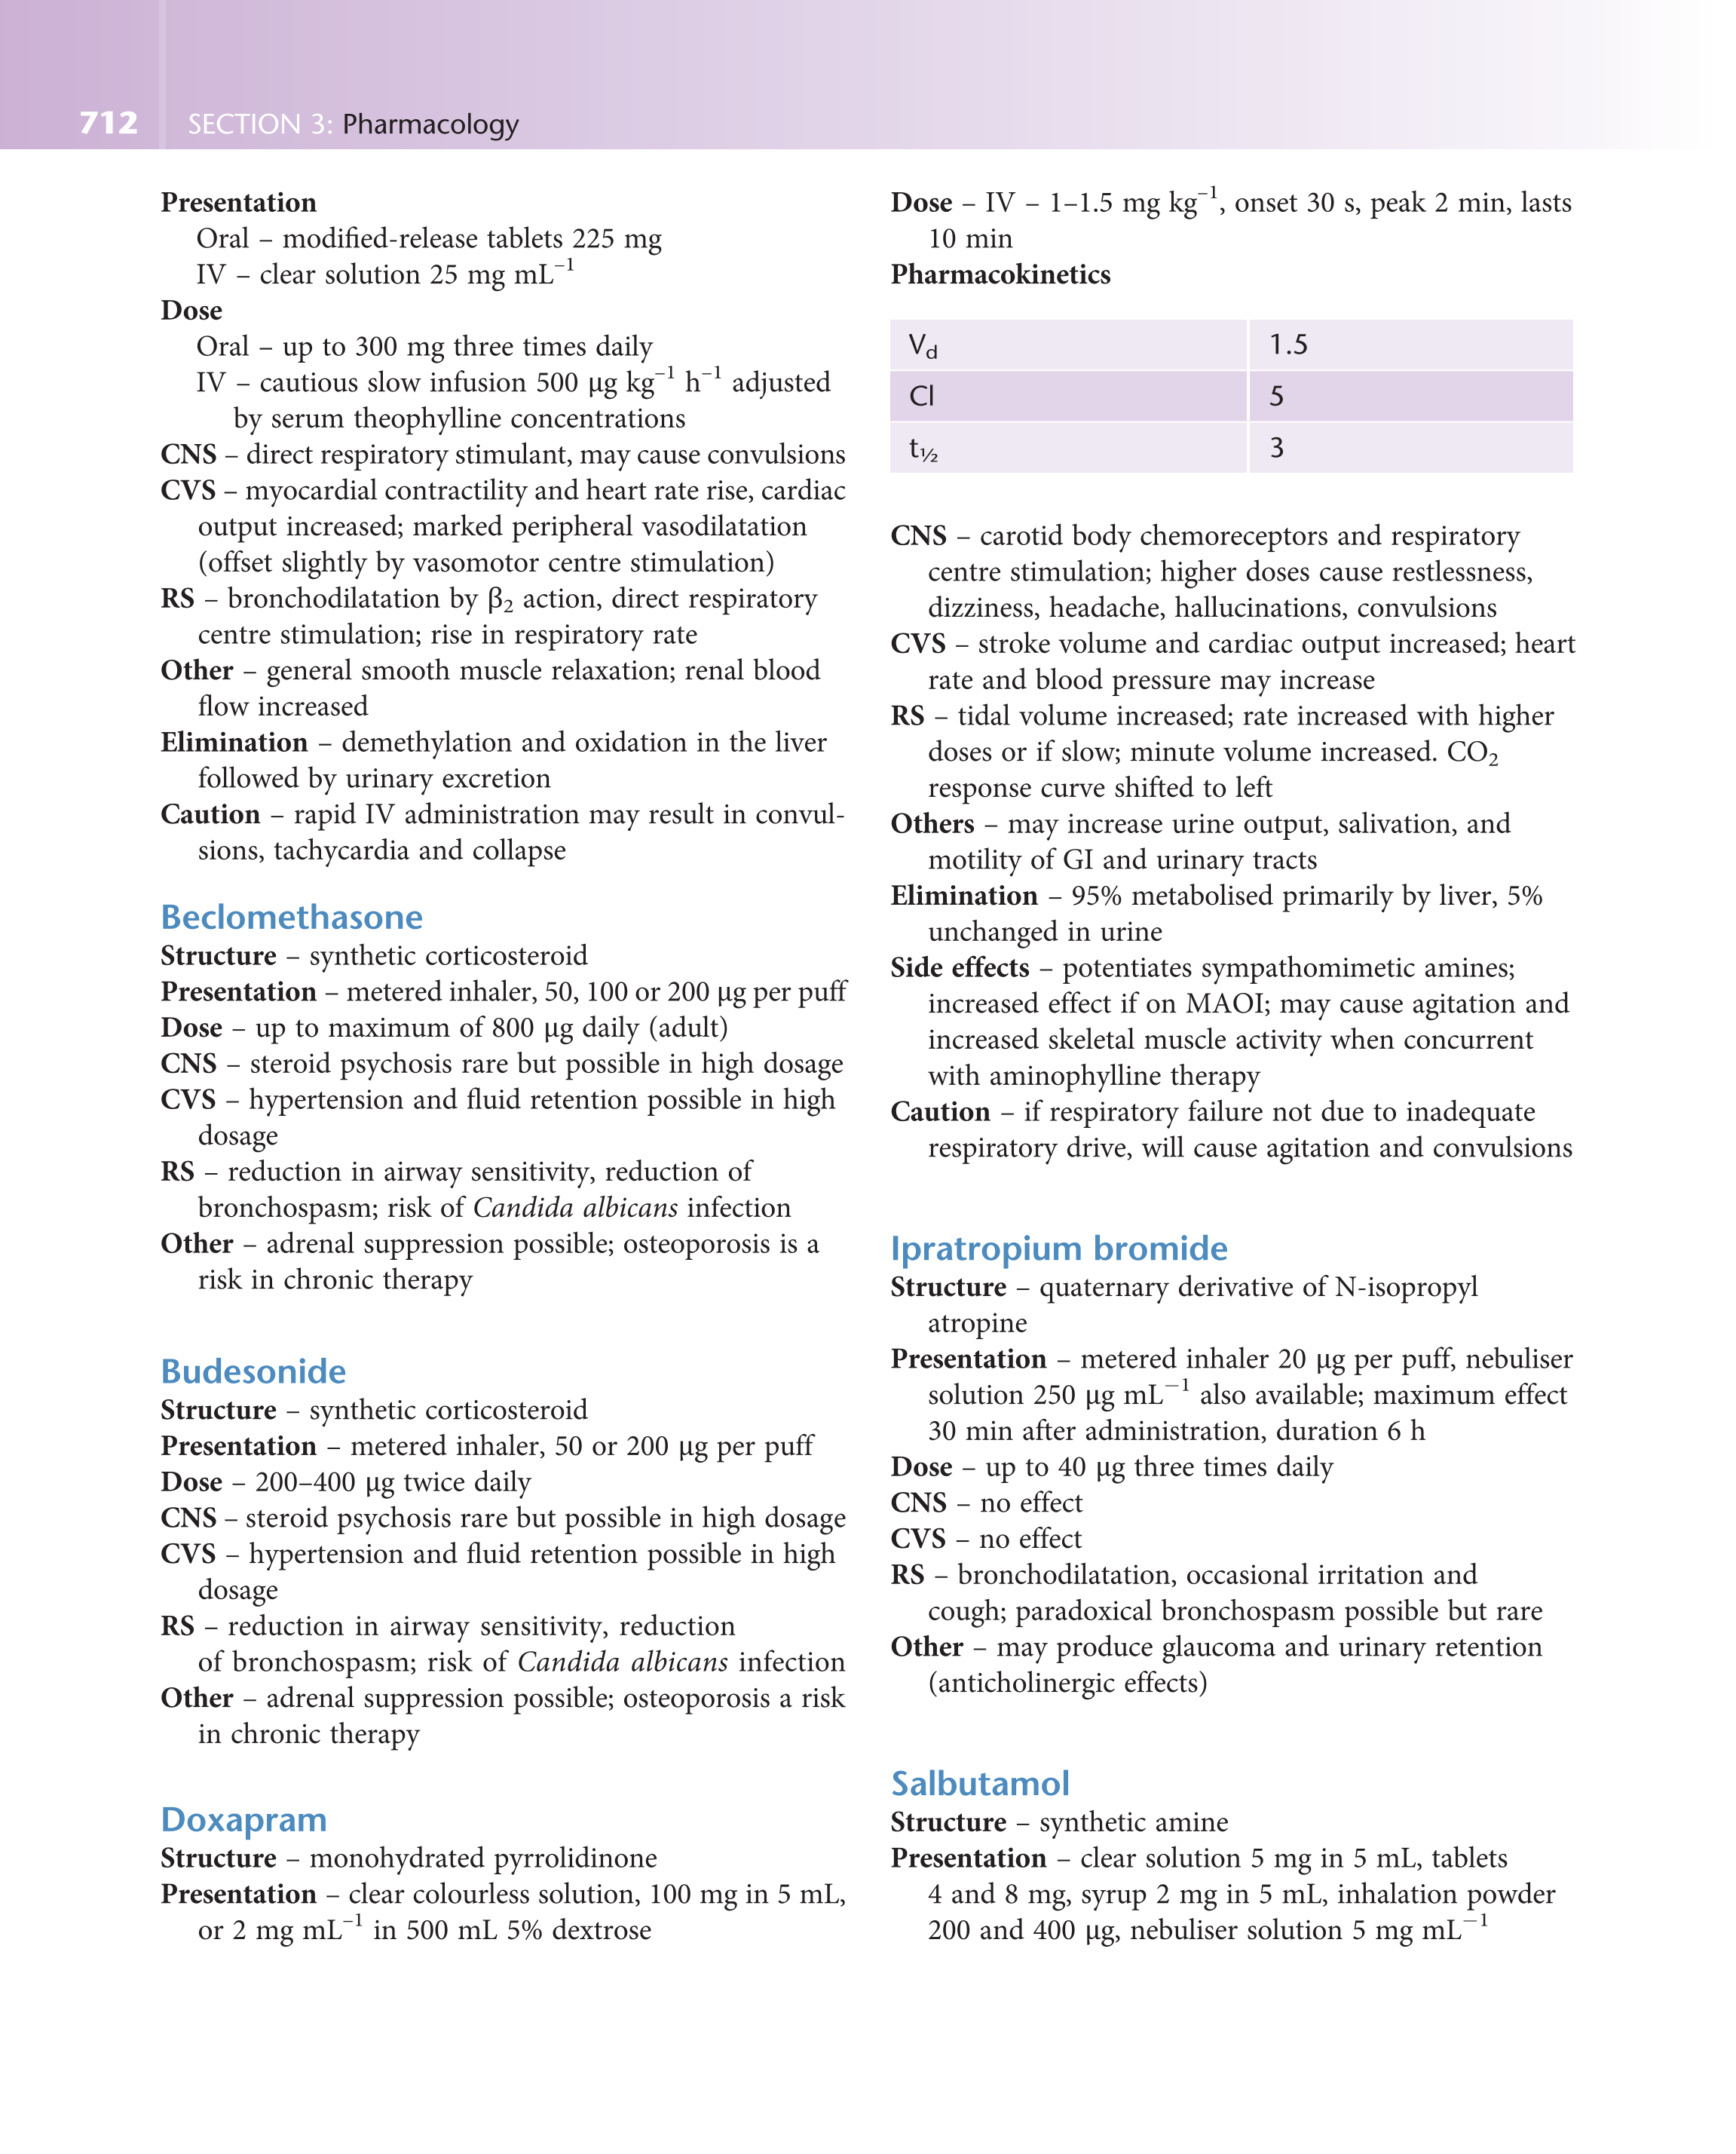 712 SECTION 3: Pharmacology
Presentation
Oral – modified-release tablets 225 mg
IV – clear solution 25 mg mL⁻¹
Dose
Oral – up to 300 mg three times daily
IV – cautious slow infusion 500 µg kg⁻¹ h⁻¹ adjusted
by serum theophylline concentrations
CNS – direct respiratory stimulant, may cause convulsions
CVS – myocardial contractility and heart rate rise, cardiac
output increased; marked peripheral vasodilatation
(offset slightly by vasomotor centre stimulation)
RS – bronchodilatation by β₂ action, direct respiratory
centre stimulation; rise in respiratory rate
Other – general smooth muscle relaxation; renal blood
flow increased
Elimination – demethylation and oxidation in the liver
followed by urinary excretion
Caution – rapid IV administration may result in convul-
sions, tachycardia and collapse
Beclomethasone
Structure – synthetic corticosteroid
Presentation – metered inhaler, 50, 100 or 200 µg per puff
Dose – up to maximum of 800 µg daily (adult)
CNS – steroid psychosis rare but possible in high dosage
CVS – hypertension and fluid retention possible in high
dosage
RS – reduction in airway sensitivity, reduction of
bronchospasm; risk of Candida albicans infection
Other – adrenal suppression possible; osteoporosis is a
risk in chronic therapy
Budesonide
Structure – synthetic corticosteroid
Presentation – metered inhaler, 50 or 200 µg per puff
Dose – 200–400 µg twice daily
CNS – steroid psychosis rare but possible in high dosage
CVS – hypertension and fluid retention possible in high
dosage
RS – reduction in airway sensitivity, reduction
of bronchospasm; risk of Candida albicans infection
Other – adrenal suppression possible; osteoporosis a risk
in chronic therapy
Doxapram
Structure – monohydrated pyrrolidinone
Presentation – clear colourless solution, 100 mg in 5 mL,
or 2 mg mL⁻¹ in 500 mL 5% dextrose
Dose – IV – 1–1.5 mg kg⁻¹, onset 30 s, peak 2 min, lasts
10 min
Pharmacokinetics
Vd 1.5
Cl 5
t½ 3
CNS – carotid body chemoreceptors and respiratory
centre stimulation; higher doses cause restlessness,
dizziness, headache, hallucinations, convulsions
CVS – stroke volume and cardiac output increased; heart
rate and blood pressure may increase
RS – tidal volume increased; rate increased with higher
doses or if slow; minute volume increased. CO₂
response curve shifted to left
Others – may increase urine output, salivation, and
motility of GI and urinary tracts
Elimination – 95% metabolised primarily by liver, 5%
unchanged in urine
Side effects – potentiates sympathomimetic amines;
increased effect if on MAOI; may cause agitation and
increased skeletal muscle activity when concurrent
with aminophylline therapy
Caution – if respiratory failure not due to inadequate
respiratory drive, will cause agitation and convulsions
Ipratropium bromide
Structure – quaternary derivative of N-isopropyl
atropine
Presentation – metered inhaler 20 µg per puff, nebuliser
solution 250 µg mL⁻¹ also available; maximum effect
30 min after administration, duration 6 h
Dose – up to 40 µg three times daily
CNS – no effect
CVS – no effect
RS – bronchodilatation, occasional irritation and
cough; paradoxical bronchospasm possible but rare
Other – may produce glaucoma and urinary retention
(anticholinergic effects)
Salbutamol
Structure – synthetic amine
Presentation – clear solution 5 mg in 5 mL, tablets
4 and 8 mg, syrup 2 mg in 5 mL, inhalation powder
200 and 400 µg, nebuliser solution 5 mg mL⁻¹